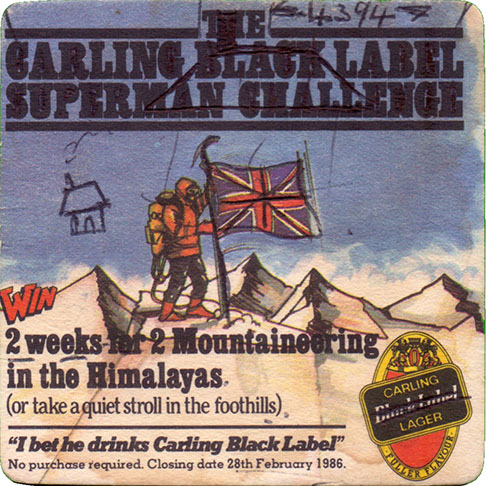 THE
CARLING BLACK LABEL
SUPERMAN CHALLENGE
WIN
2 weeks for 2 Mountaineering
in the Himalayas
(or take a quiet stroll in the foothills)
"I bet he drinks Carling Black Label"
No purchase required. Closing date 28th February 1986.
CARLING
Black Label
LAGER
FULLER FLAVOUR